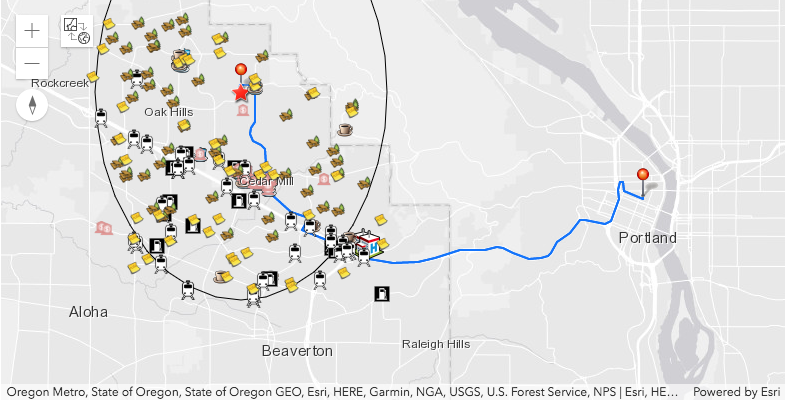 Rockcreek
Oak Hills
Cedar Mill
H
Portland
Aloha
Beaverton
Raleigh Hills
Oregon Metro, State of Oregon, State of Oregon GEO, Esri, HERE, Garmin, NGA, USGS, U.S. Forest Service, NPS | Esri, HE... Powered by Esri